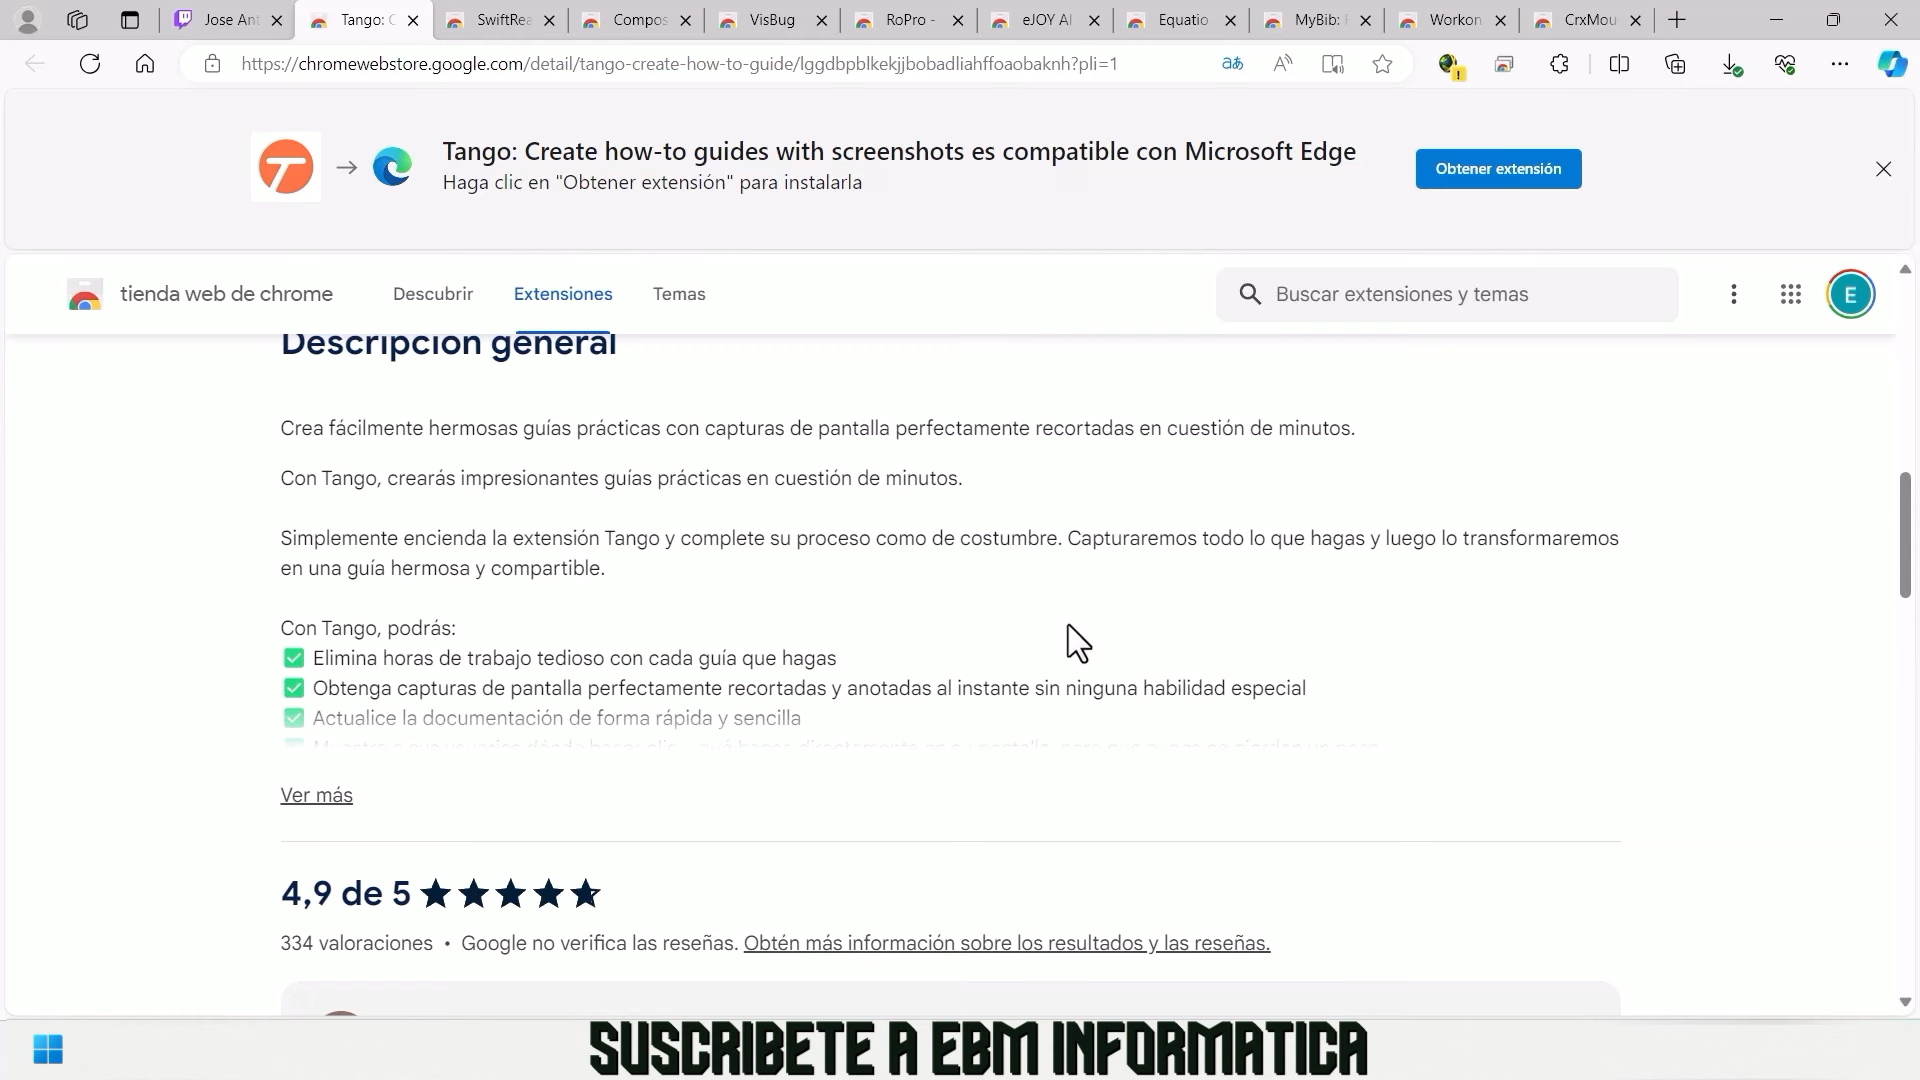 Jose Ant
Tango: C
SwiftRea
Compos
VisBug
RoPro -
eJOY AI
Equatio
MyBib: F
Workon
CrxMou
https://chromewebstore.google.com/detail/tango-create-how-to-guide/lggdbpblkekjjbobadliahffoaobaknh?pli=1
Tango: Create how-to guides with screenshots es compatible con Microsoft Edge
Haga clic en "Obtener extensión" para instalarla
Obtener extensión
tienda web de chrome
Descubrir
Extensiones
Temas
Buscar extensiones y temas
E
Descripción general
Crea fácilmente hermosas guías prácticas con capturas de pantalla perfectamente recortadas en cuestión de minutos.
Con Tango, crearás impresionantes guías prácticas en cuestión de minutos.
Simplemente encienda la extensión Tango y complete su proceso como de costumbre. Capturaremos todo lo que hagas y luego lo transformaremos
en una guía hermosa y compartible.
Con Tango, podrás:
Elimina horas de trabajo tedioso con cada guía que hagas
Obtenga capturas de pantalla perfectamente recortadas y anotadas al instante sin ninguna habilidad especial
Actualice la documentación de forma rápida y sencilla
Ver más
4,9 de 5
334 valoraciones • Google no verifica las reseñas. Obtén más información sobre los resultados y las reseñas.
SUSCRIBETE A EBM INFORMATICA